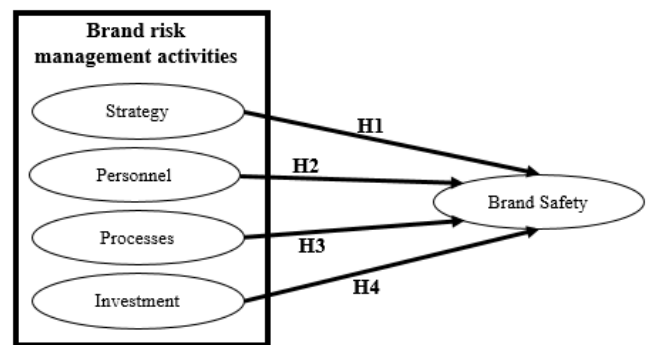 Brand risk
management activities
Strategy
H1
H2
Personnel
Brand Safety
Processes
H3
H4
Investment